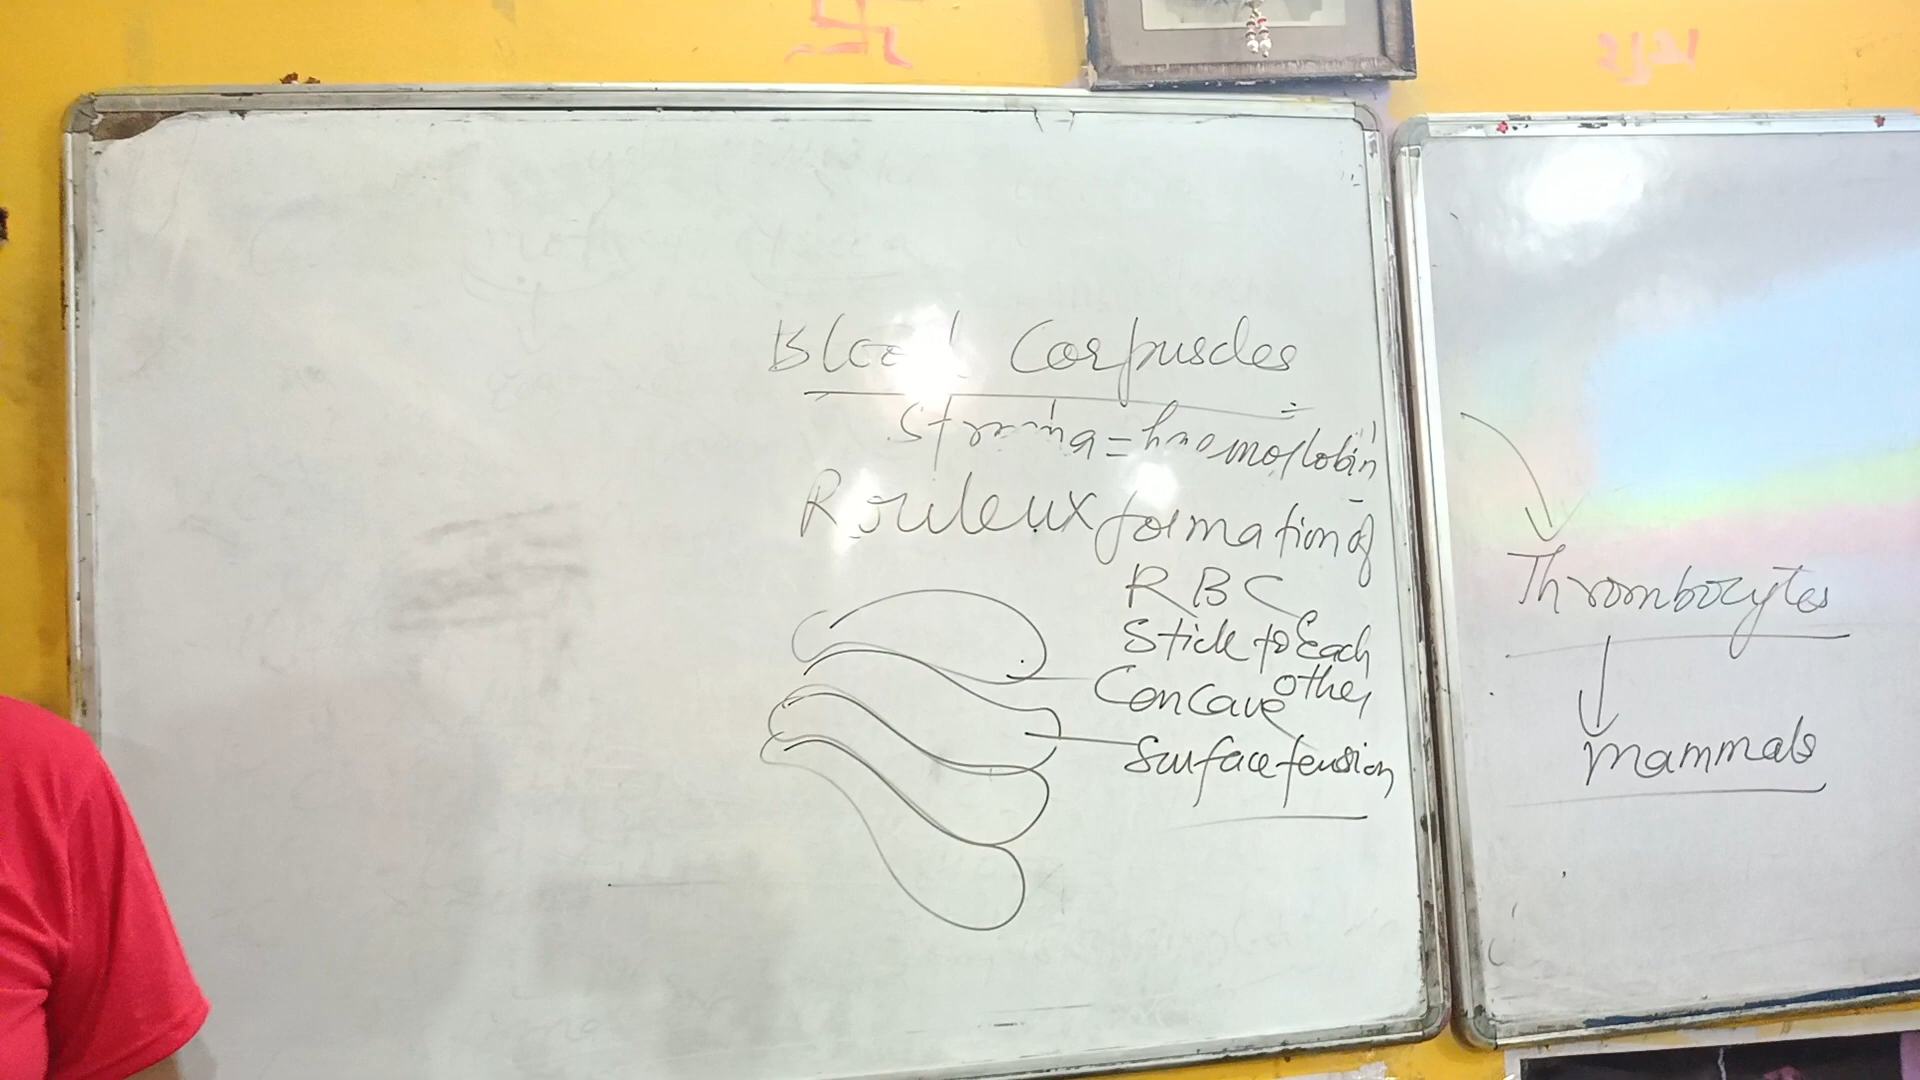 शुभ
Blood Corpuscles
Stroma = haemoglobin
Rouleux formation of
RBC
Stick to Each
other
Concave
Surface tension
Thrombocytes
mammals